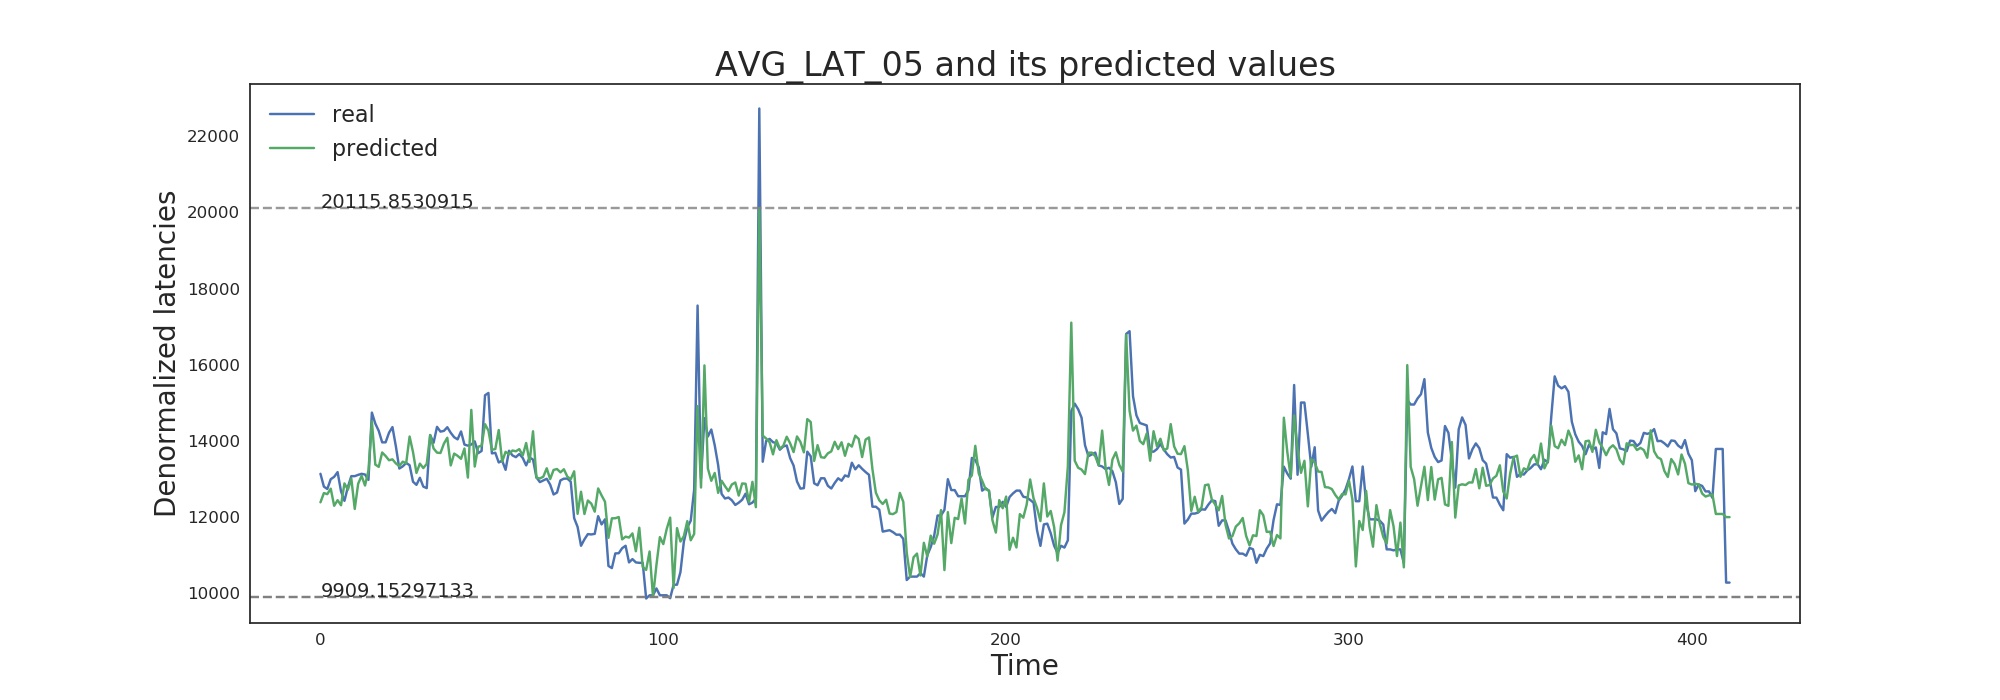 AVG_LAT_05 and its predicted values
real
predicted
20115.8530915
9909.15297133
Denormalized latencies
22000
20000
18000
16000
14000
12000
10000
0 100 200 300 400
Time